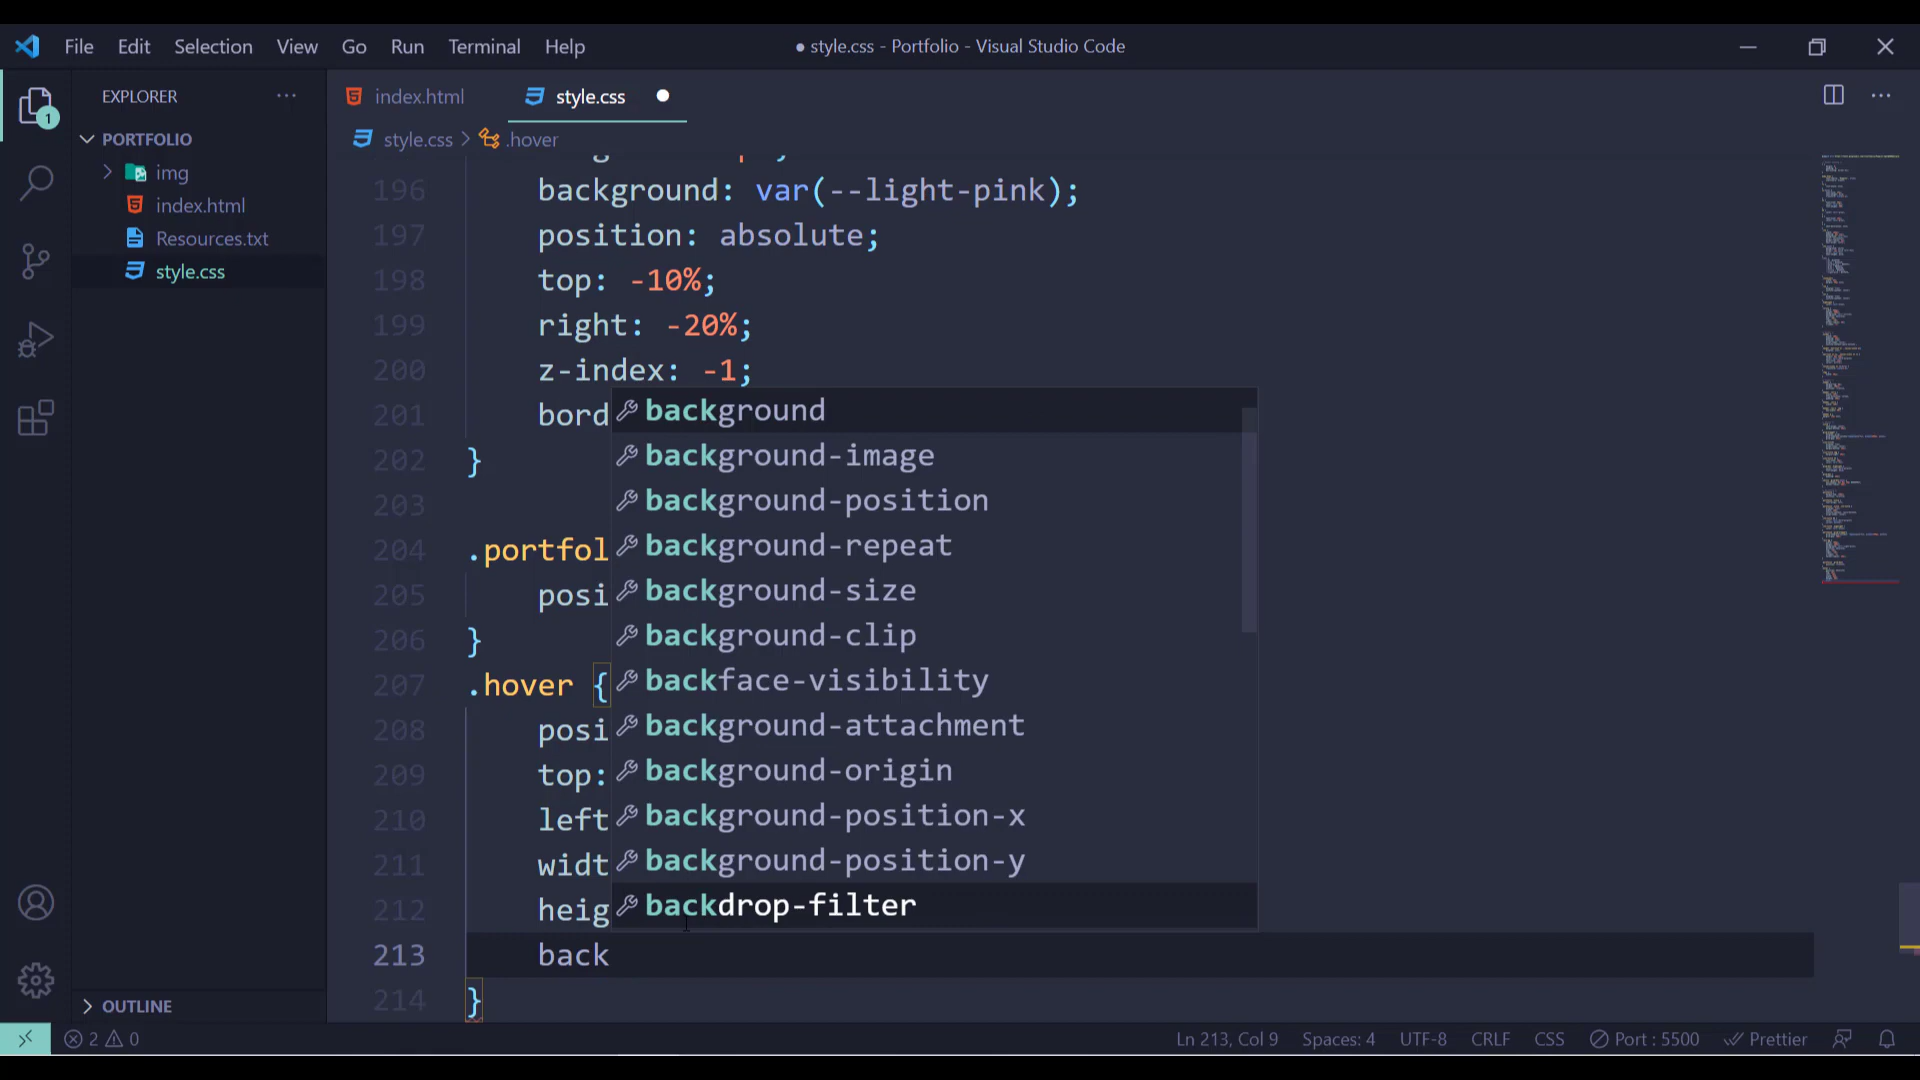 File Edit Selection View Go Run Terminal Help
● style.css - Portfolio - Visual Studio Code
EXPLORER
PORTFOLIO
img
index.html
Resources.txt
style.css
OUTLINE
1
index.html
style.css
style.css > .hover
196 background: var(--light-pink);
197 position: absolute;
198 top: -10%;
199 right: -20%;
200 z-index: -1;
201 bord
202 }
203
204 .portfol
205 posi
206 }
207 .hover {
208 posi
209 top:
210 left
211 widt
212 heig
213 back
214 }
background
background-image
background-position
background-repeat
background-size
background-clip
backface-visibility
background-attachment
background-origin
background-position-x
background-position-y
backdrop-filter
2 0
Ln 213, Col 9 Spaces: 4 UTF-8 CRLF CSS Port : 5500 Prettier